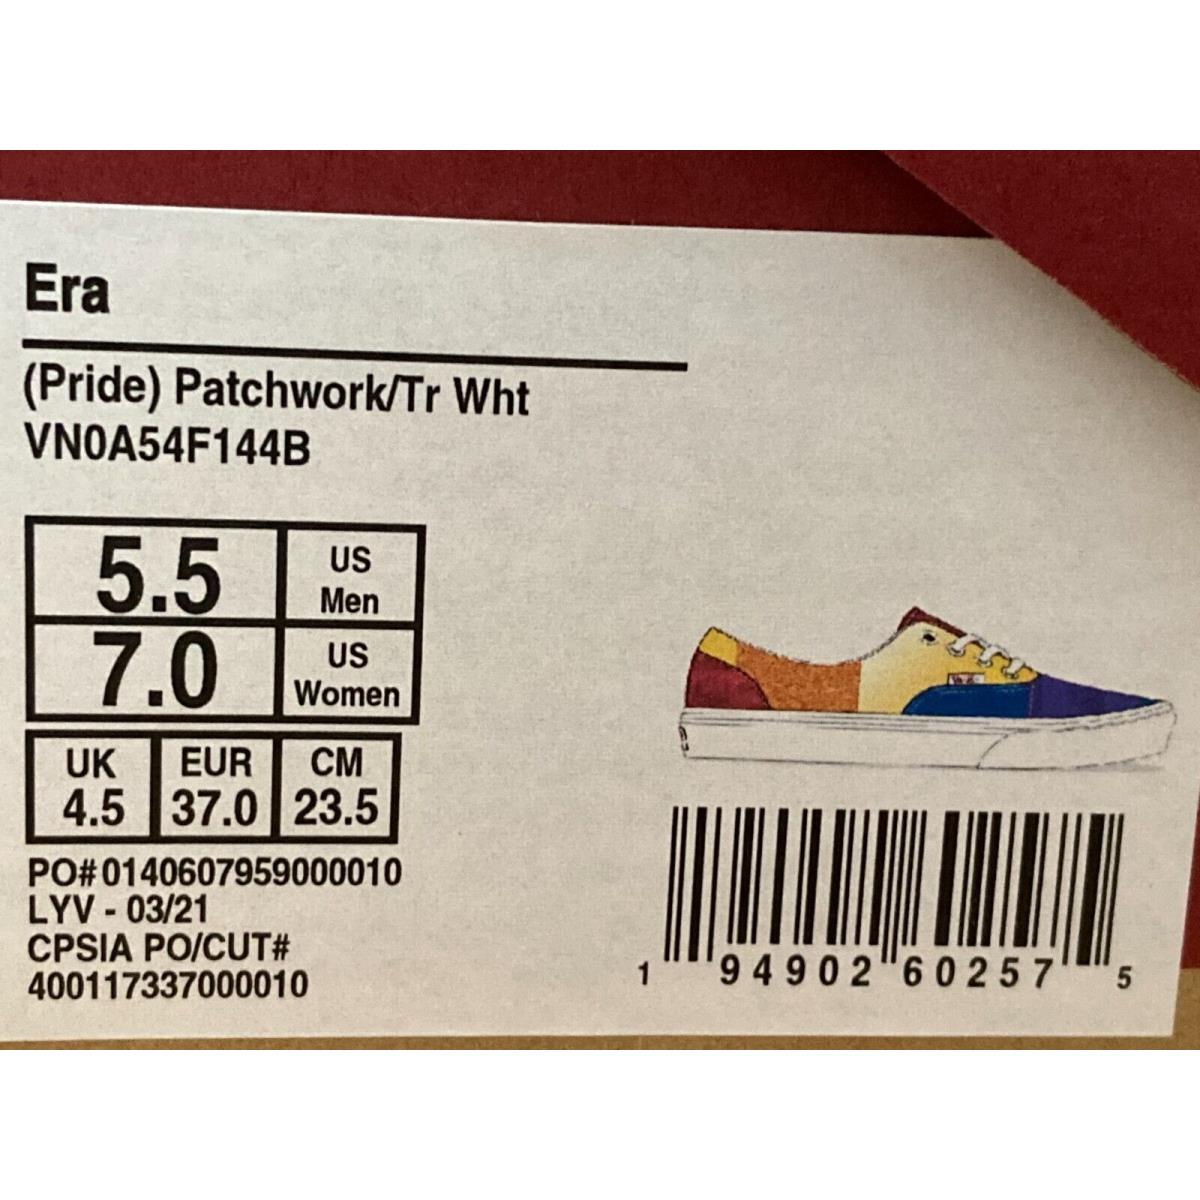 Era
(Pride) Patchwork/Tr Wht
VN0A54F144B
5.5 US Men
7.0 US Women
UK EUR CM
4.5 37.0 23.5
PO#0140607959000010
LYV - 03/21
CPSIA PO/CUT#
400117337000010
1 94902 60257 5